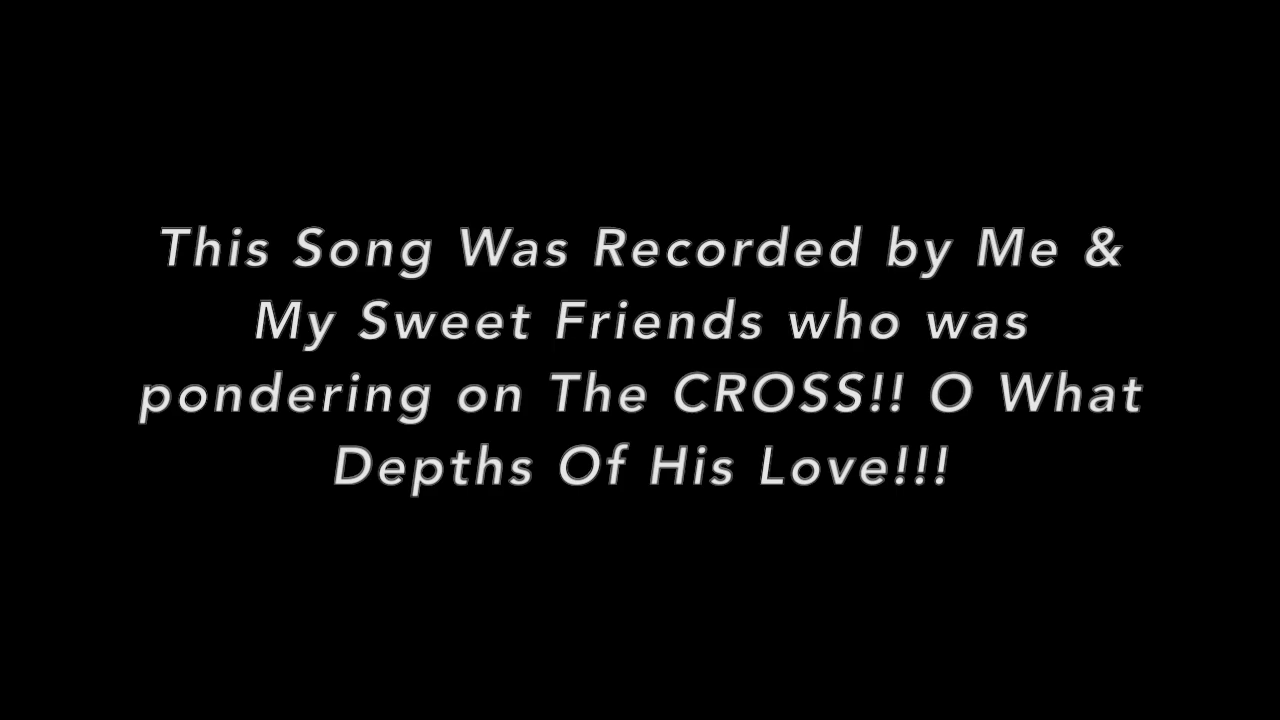 This Song Was Recorded by Me &
My Sweet Friends who was
pondering on The CROSS!! O What
Depths Of His Love!!!